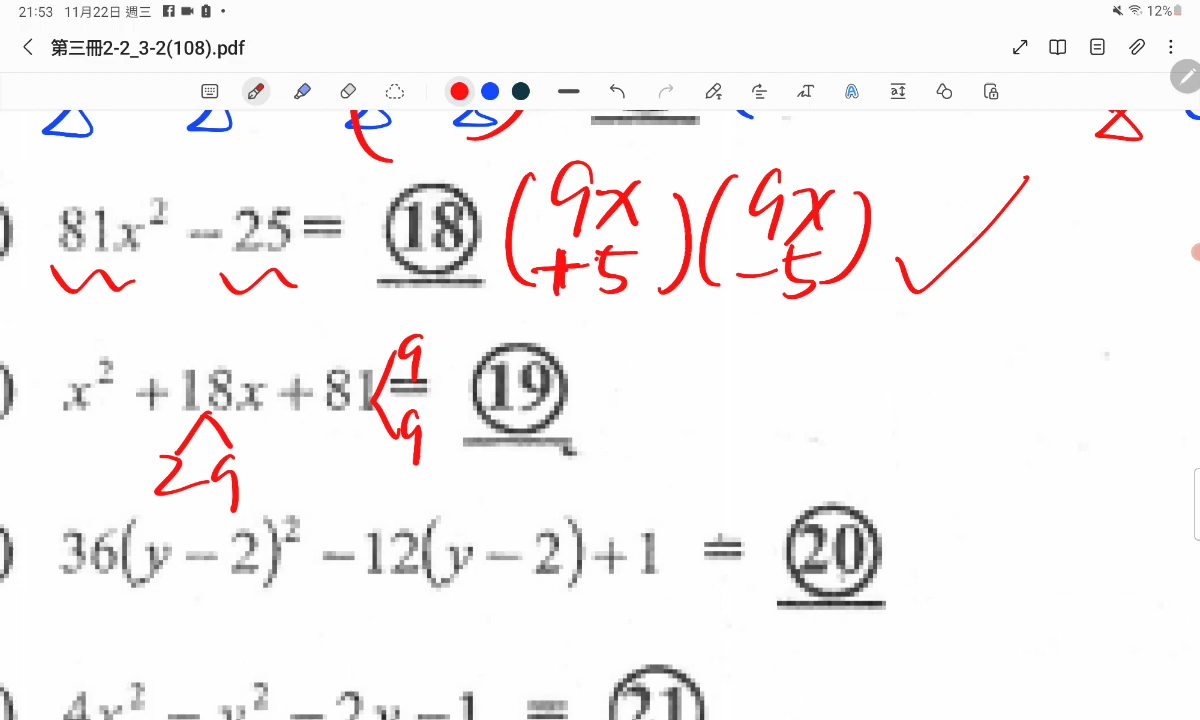 21:53 11月22日 週三 12%
第三冊2-2_3-2(108).pdf
) 81x² − 25 = ⑱ (9x+5)(9x−5) ✓
) x² + 18x + 81 = ⑲
9
9
2 9
) 36(y − 2)² − 12(y − 2) + 1 = ⑳
) 4x² − y² − 2y − 1 = ㉑